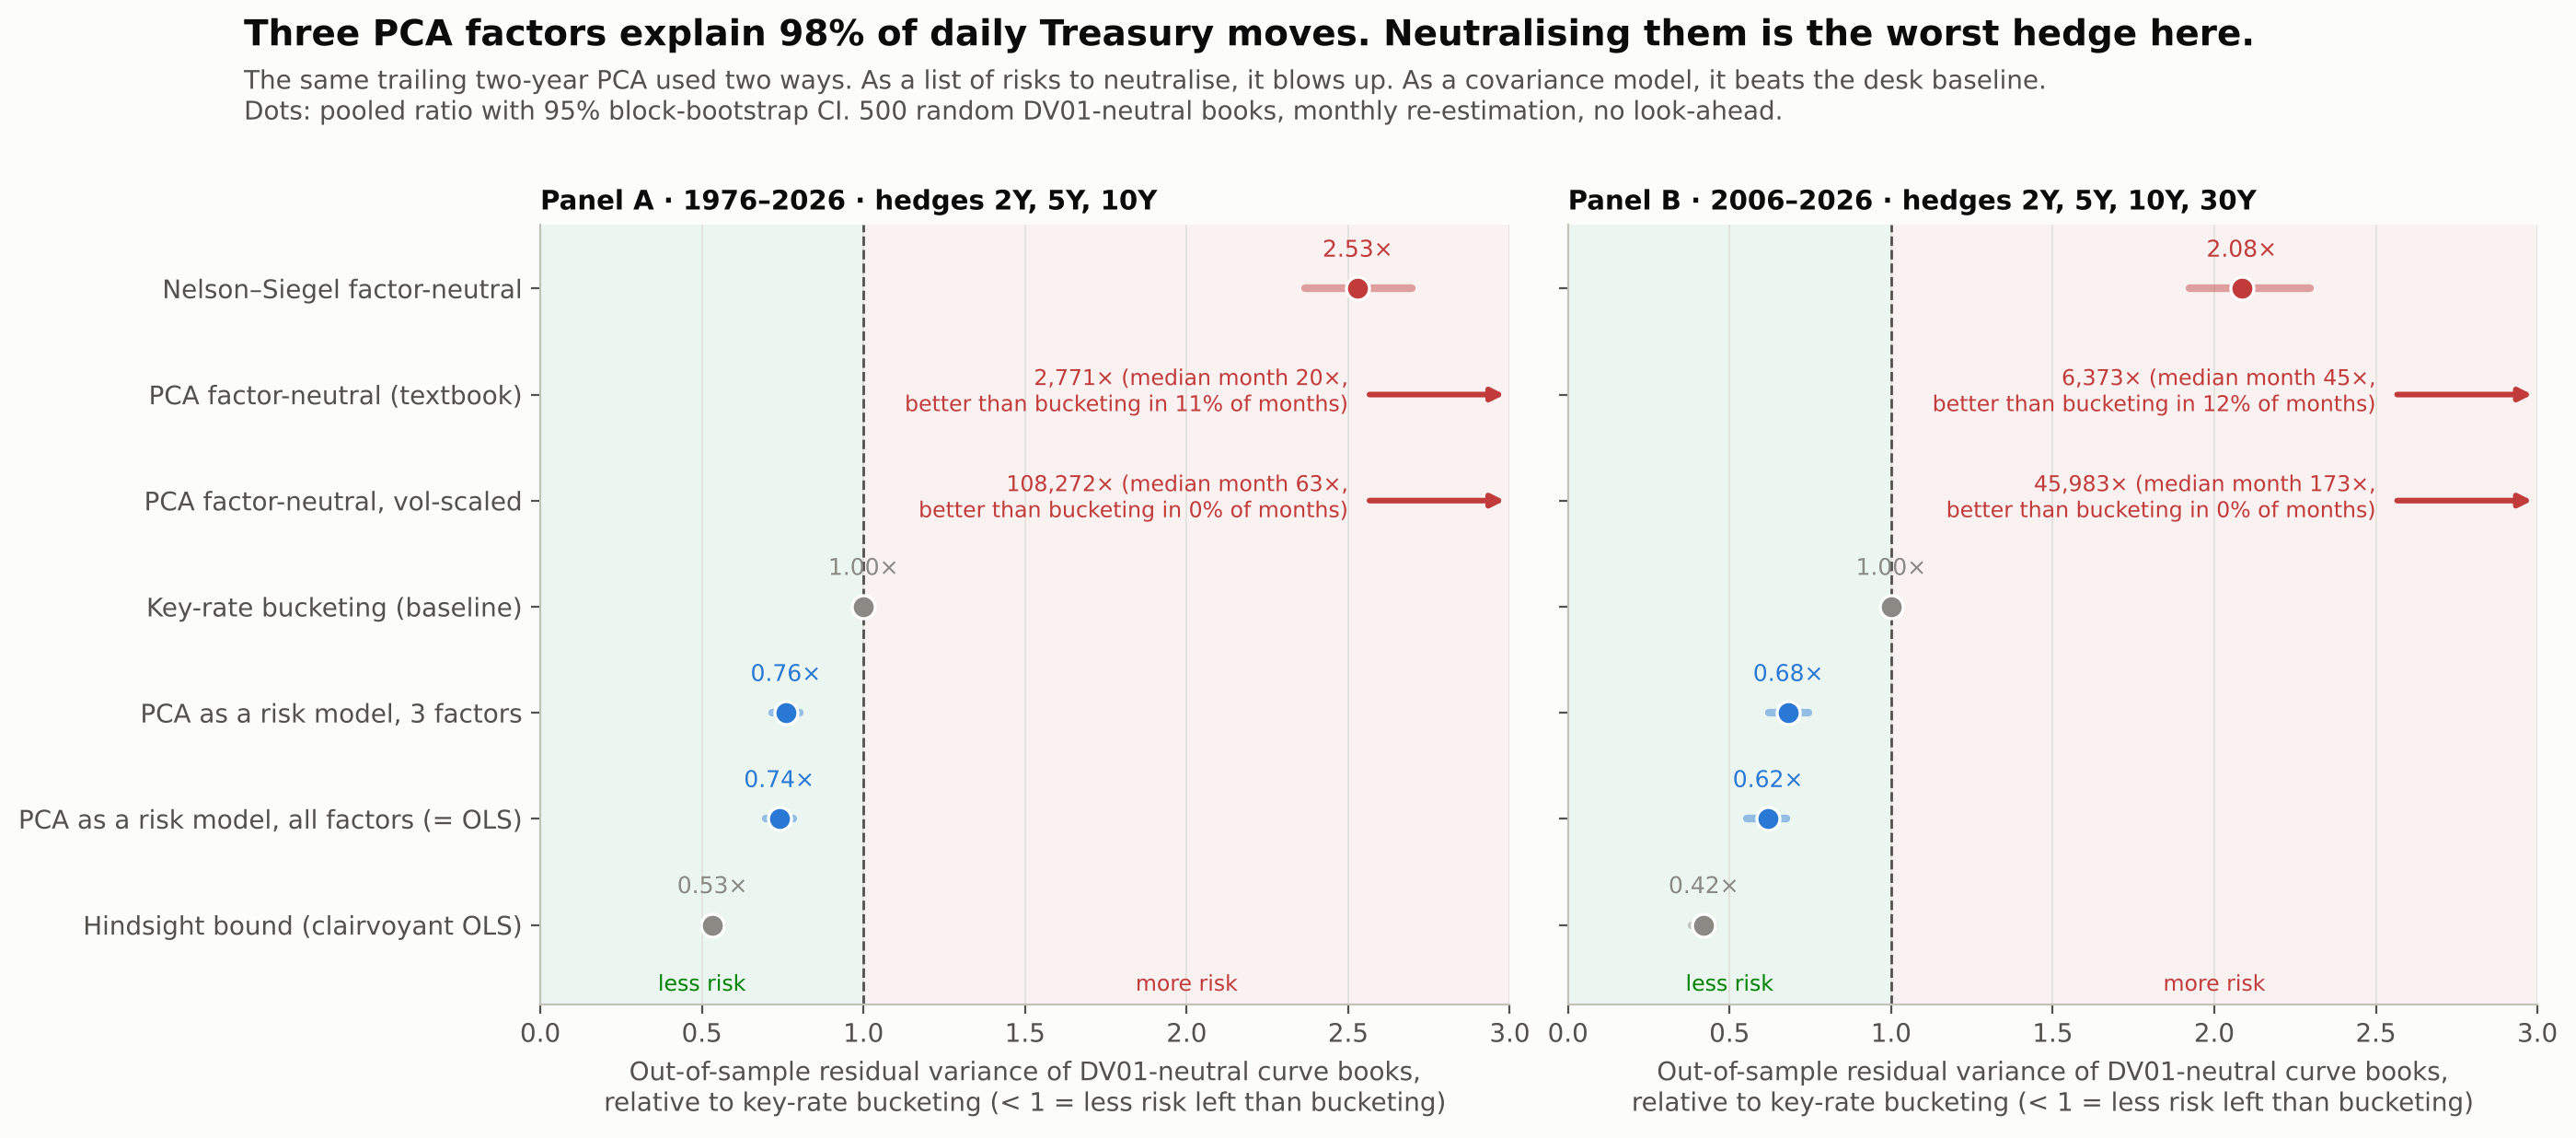 Three PCA factors explain 98% of daily Treasury moves. Neutralising them is the worst hedge here.
The same trailing two-year PCA used two ways. As a list of risks to neutralise, it blows up. As a covariance model, it beats the desk baseline.
Dots: pooled ratio with 95% block-bootstrap CI. 500 random DV01-neutral books, monthly re-estimation, no look-ahead.
Panel A · 1976–2026 · hedges 2Y, 5Y, 10Y
Panel B · 2006–2026 · hedges 2Y, 5Y, 10Y, 30Y
Nelson–Siegel factor-neutral
2.53×
2.08×
PCA factor-neutral (textbook)
2,771× (median month 20×,
better than bucketing in 11% of months)
6,373× (median month 45×,
better than bucketing in 12% of months)
PCA factor-neutral, vol-scaled
108,272× (median month 63×,
better than bucketing in 0% of months)
45,983× (median month 173×,
better than bucketing in 0% of months)
Key-rate bucketing (baseline)
1.00×
1.00×
PCA as a risk model, 3 factors
0.76×
0.68×
PCA as a risk model, all factors (= OLS)
0.74×
0.62×
Hindsight bound (clairvoyant OLS)
0.53×
0.42×
less risk
more risk
less risk
more risk
0.0 0.5 1.0 1.5 2.0 2.5 3.0
0.0 0.5 1.0 1.5 2.0 2.5 3.0
Out-of-sample residual variance of DV01-neutral curve books,
relative to key-rate bucketing (< 1 = less risk left than bucketing)
Out-of-sample residual variance of DV01-neutral curve books,
relative to key-rate bucketing (< 1 = less risk left than bucketing)